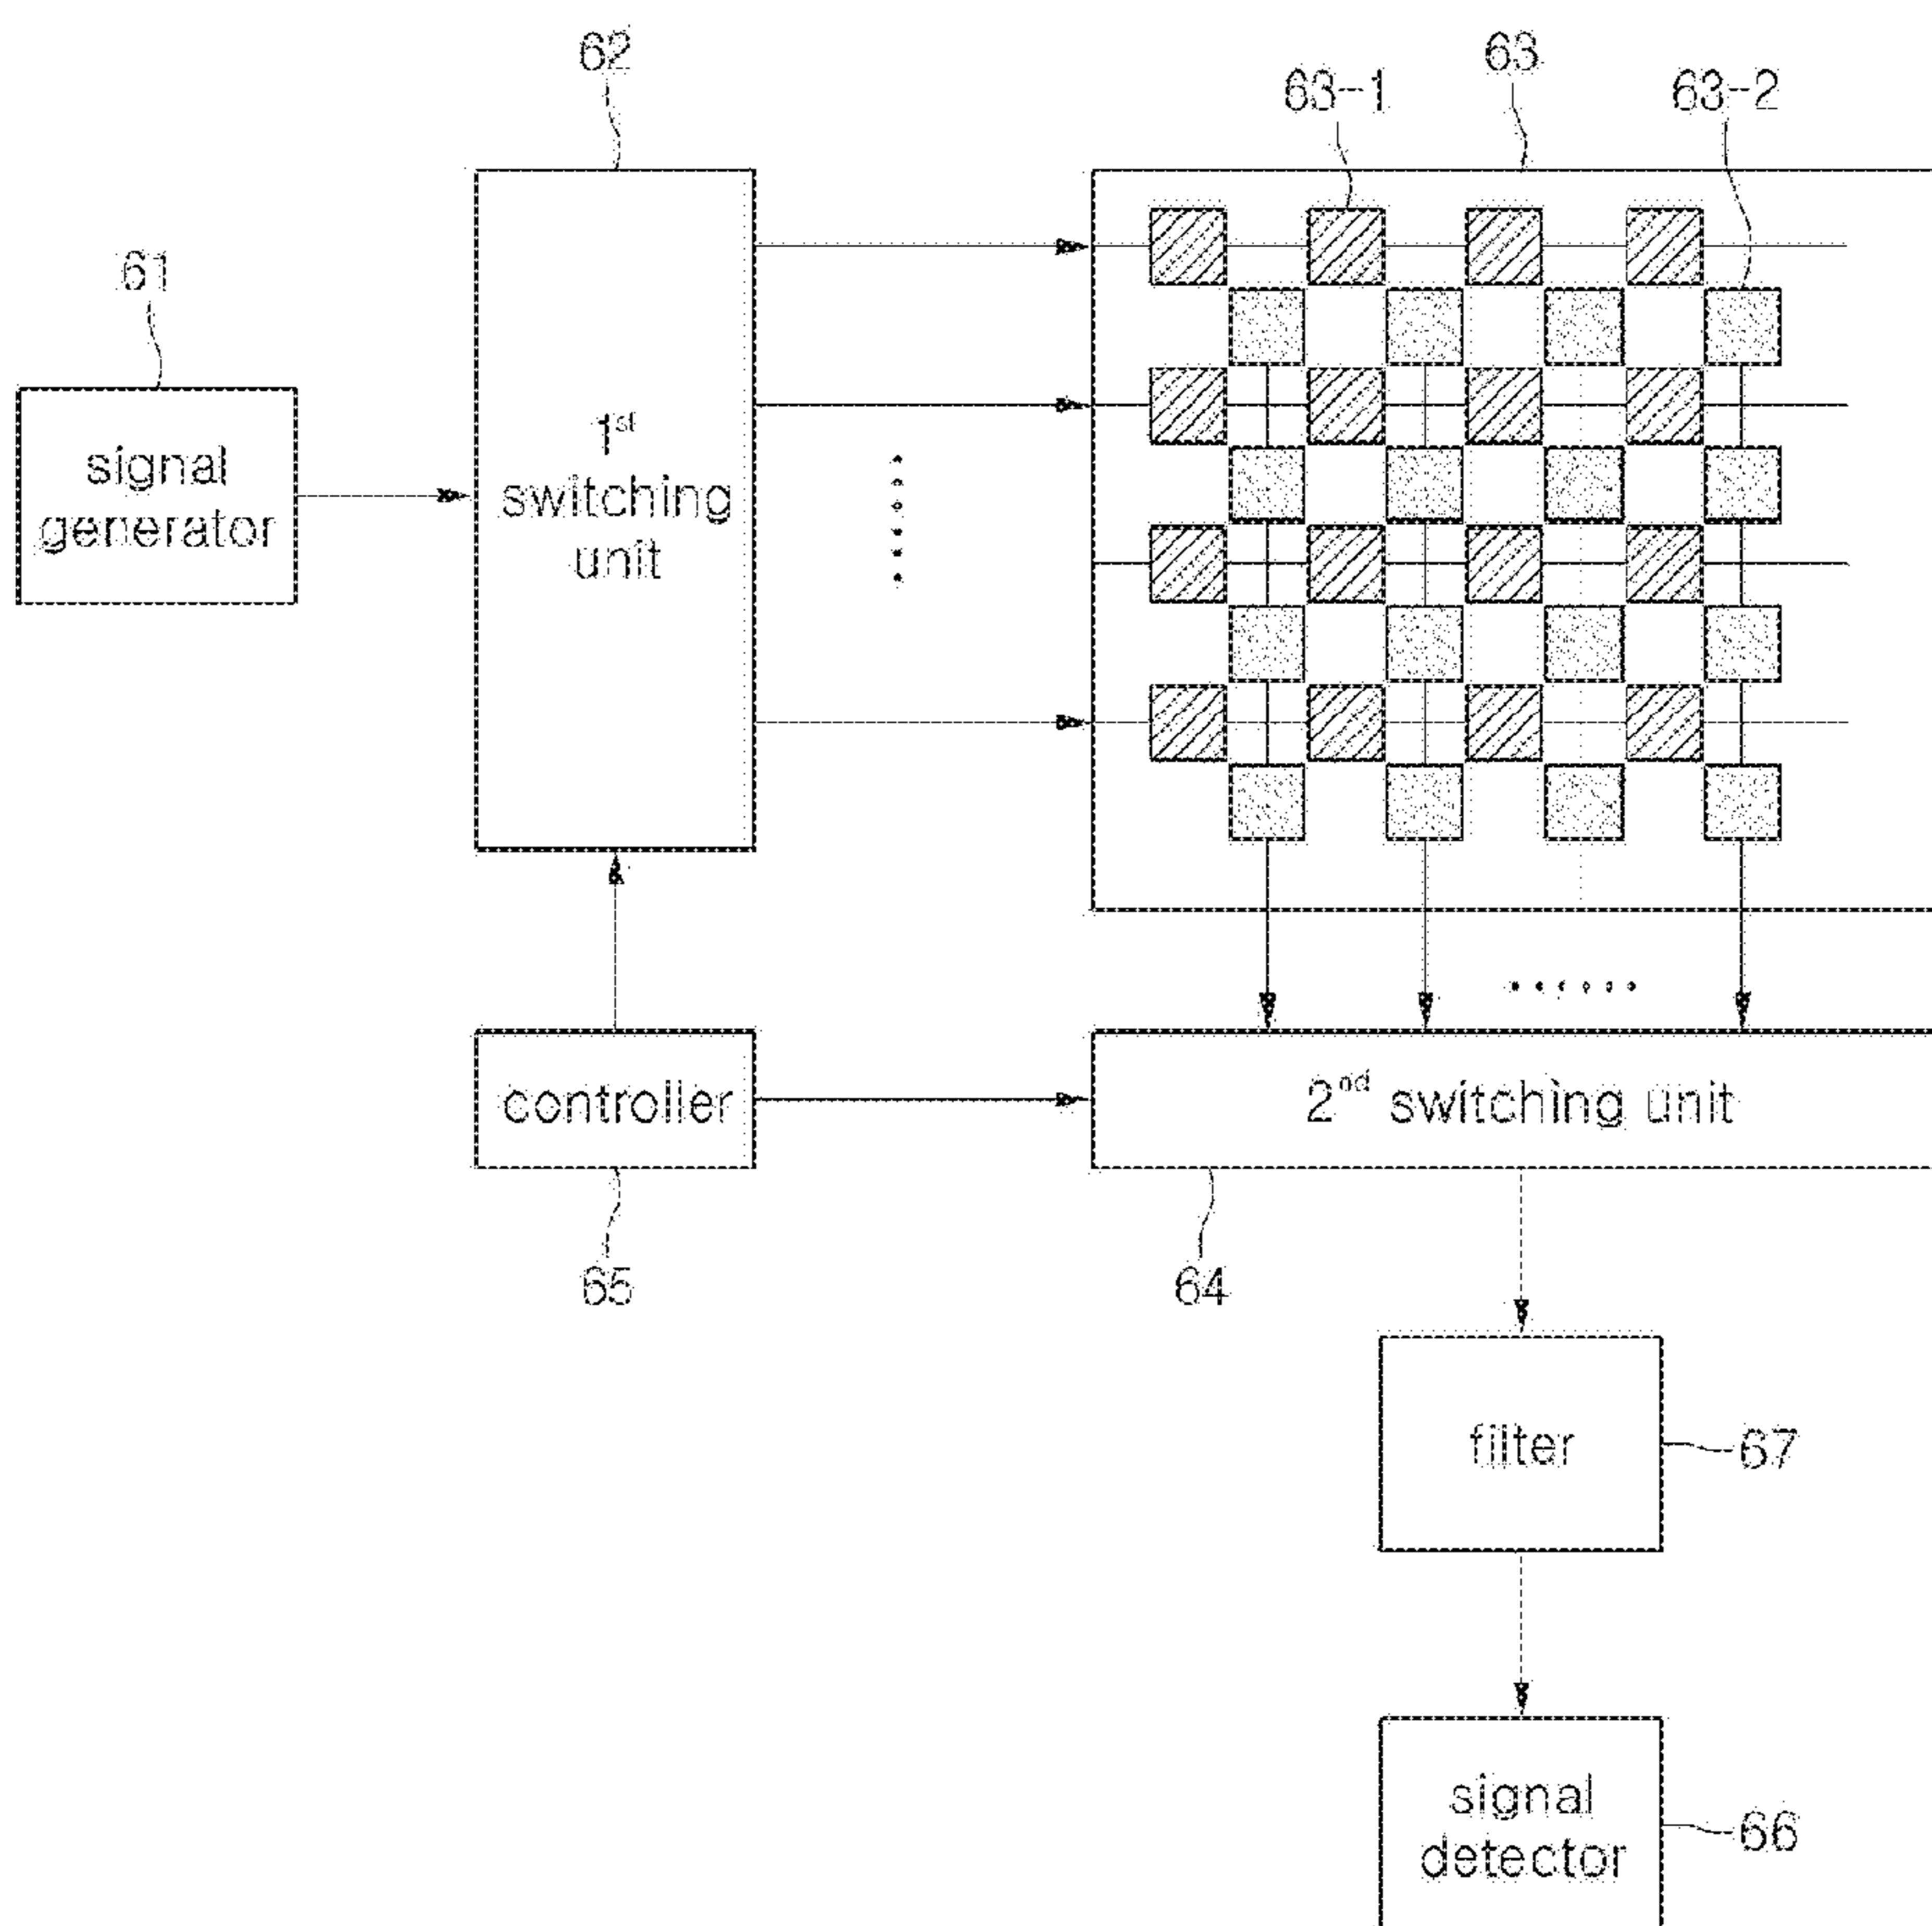 62
63
63-1
63-2
61
signal
generator
1st
switching
unit
controller
2nd switching unit
65
64
filter
67
signal
detector
66